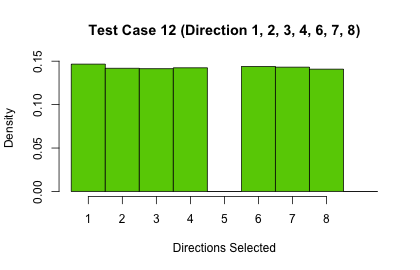 Test Case 12 (Direction 1, 2, 3, 4, 6, 7, 8)
Density
0.15
0.10
0.05
0.00
1 2 3 4 5 6 7 8
Directions Selected